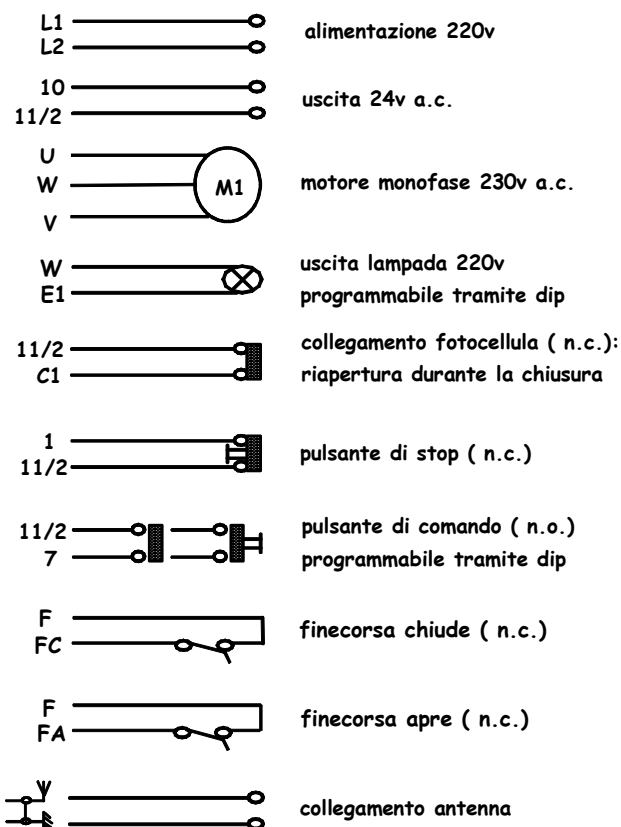 L1
L2
alimentazione 220v
10
11/2
uscita 24v a.c.
U
W
V
M1
motore monofase 230v a.c.
W
E1
uscita lampada 220v
programmabile tramite dip
11/2
C1
collegamento fotocellula ( n.c.):
riapertura durante la chiusura
1
11/2
pulsante di stop ( n.c.)
11/2
7
pulsante di comando ( n.o.)
programmabile tramite dip
F
FC
finecorsa chiude ( n.c.)
F
FA
finecorsa apre ( n.c.)
collegamento antenna